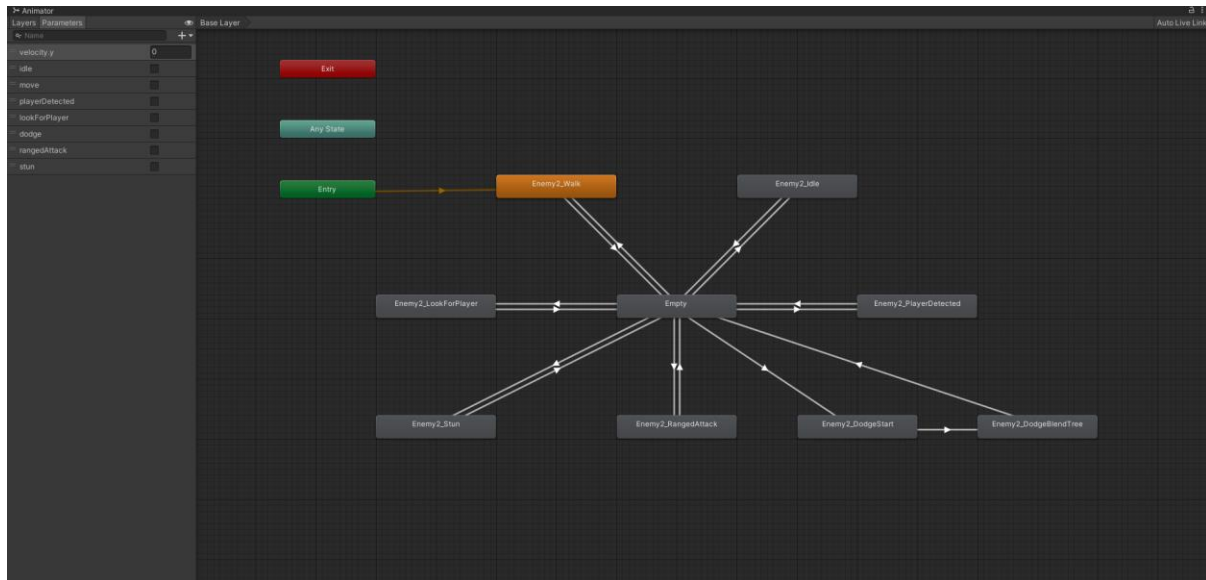 Animator
Layers Parameters Base Layer Auto Live Link
Name
velocity.y 0
idle
move
playerDetected
lookForPlayer
dodge
rangedAttack
stun
Exit
Any State
Entry
Enemy2_Walk
Enemy2_Idle
Enemy2_LookForPlayer
Empty
Enemy2_PlayerDetected
Enemy2_Stun
Enemy2_RangedAttack
Enemy2_DodgeStart
Enemy2_DodgeBlendTree